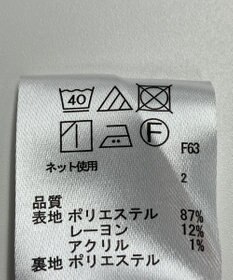 40
F
F63
ネット使用
2
品質
表地 ポリエステル 87%
レーヨン 12%
アクリル 1%
裏地 ポリエステル